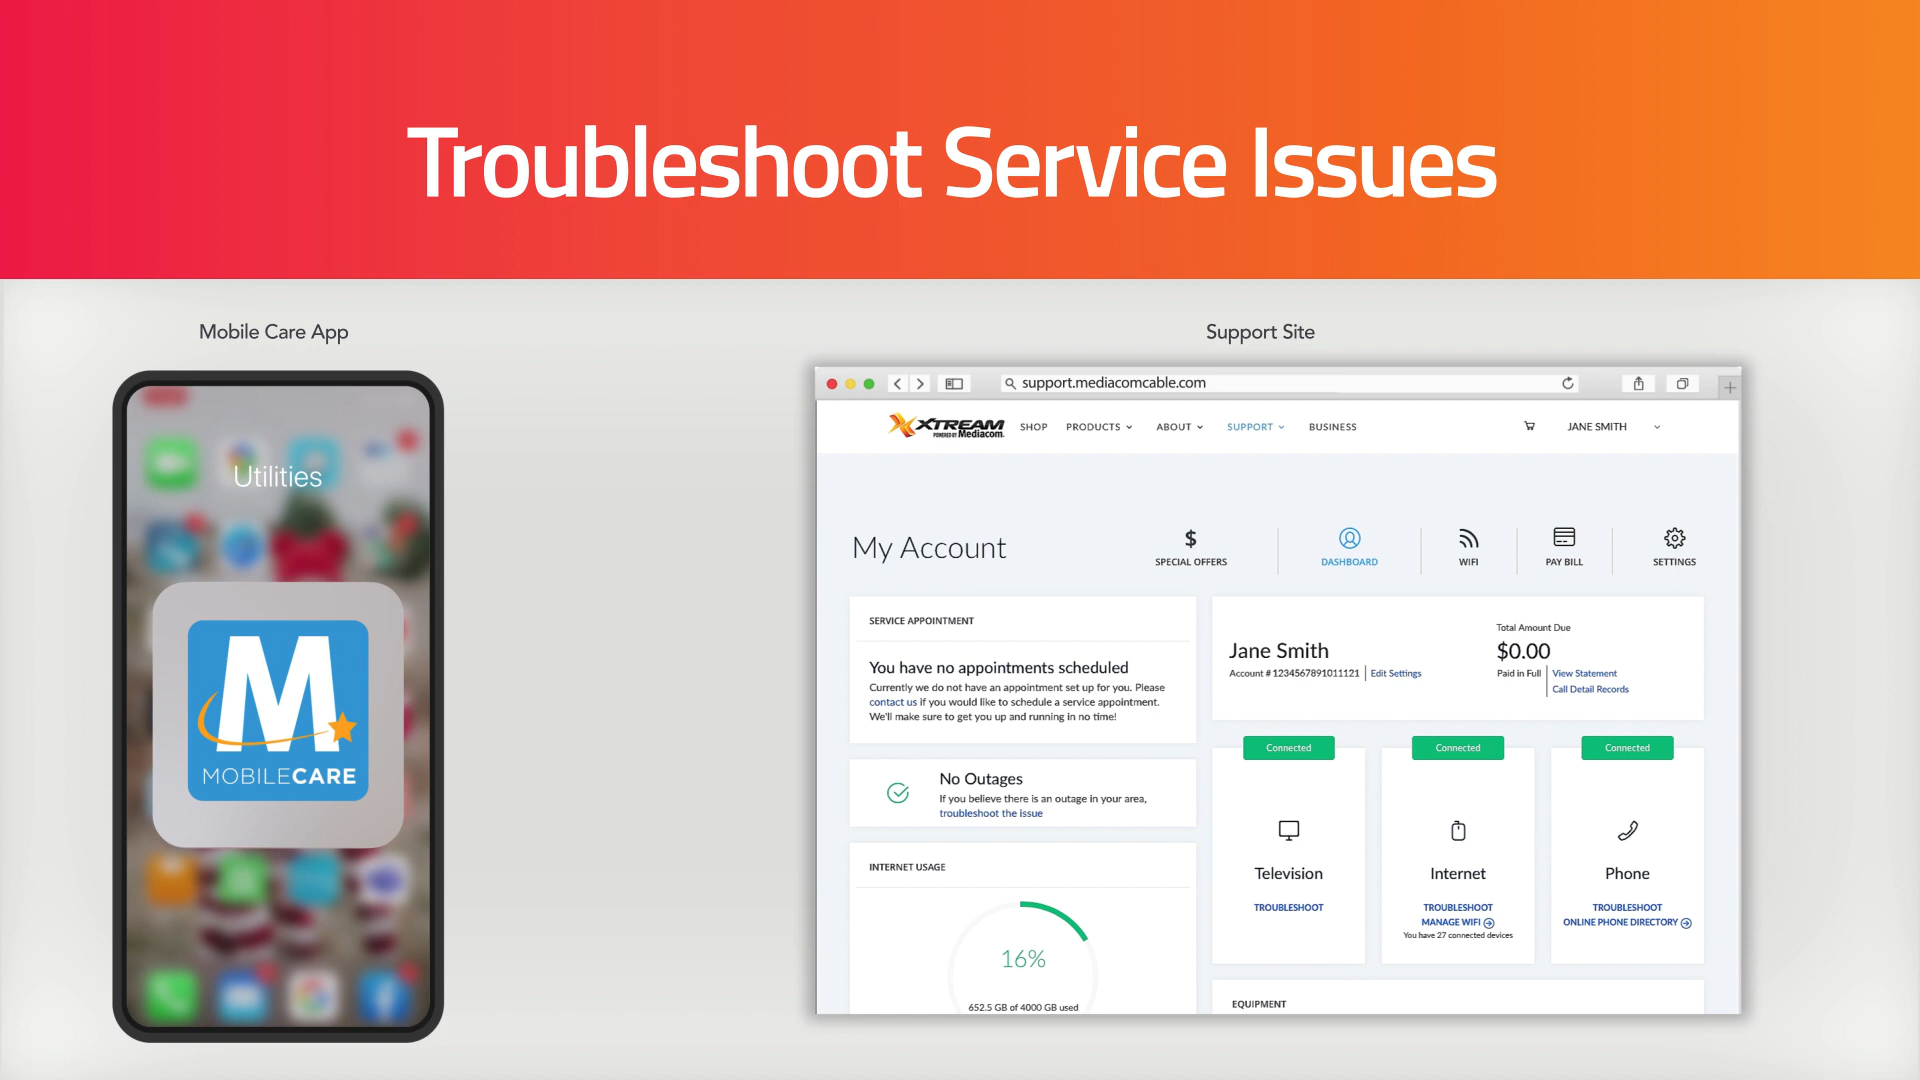 Troubleshoot Service Issues
Mobile Care App
Utilities
M
MOBILECARE
Support Site
support.mediacomcable.com
XTREAM
POWERED BY Mediacom
SHOP
PRODUCTS
ABOUT
SUPPORT
BUSINESS
JANE SMITH
My Account
$
SPECIAL OFFERS
DASHBOARD
WIFI
PAY BILL
SETTINGS
SERVICE APPOINTMENT
You have no appointments scheduled
Currently we do not have an appointment set up for you. Please
contact us if you would like to schedule a service appointment.
We'll make sure to get you up and running in no time!
No Outages
If you believe there is an outage in your area,
troubleshoot the issue
INTERNET USAGE
16%
652.5 GB of 4000 GB used
Jane Smith
Account # 1234567891011121
Edit Settings
Total Amount Due
$0.00
Paid in Full
View Statement
Call Detail Records
Connected
Television
TROUBLESHOOT
Connected
Internet
TROUBLESHOOT
MANAGE WIFI
You have 27 connected devices
Connected
Phone
TROUBLESHOOT
ONLINE PHONE DIRECTORY
EQUIPMENT